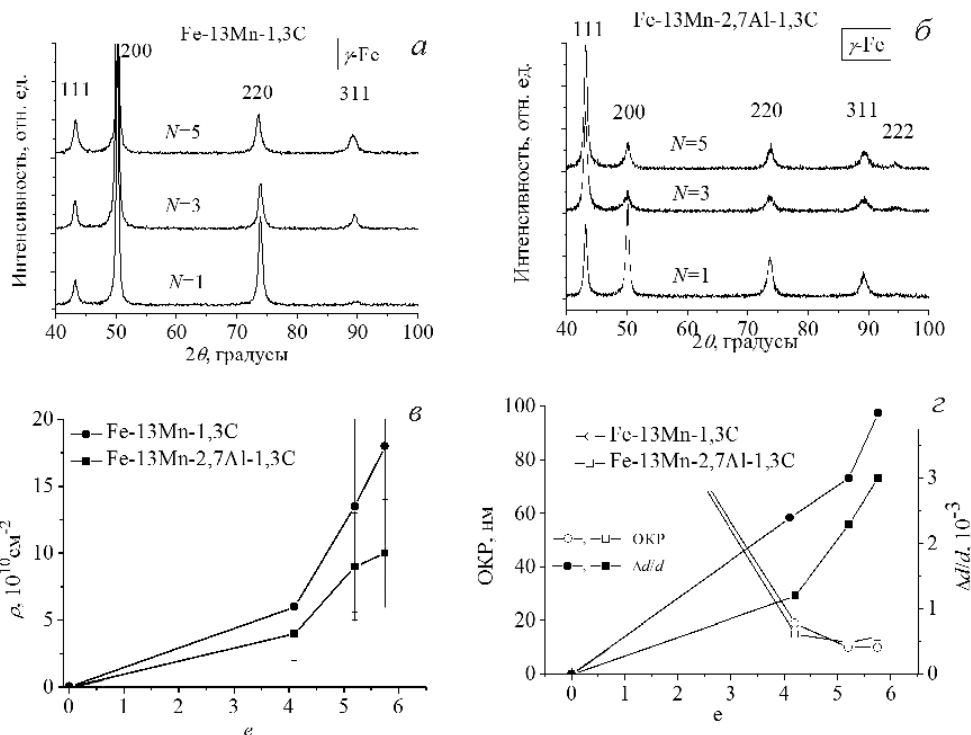 Fe-13Mn-1,3C
а
γ-Fe
111
200
220
311
N=5
N=3
N=1
Интенсивность, отн. ед.
40 50 60 70 80 90 100
2θ, градусы
Fe-13Mn-2,7Al-1,3C
б
γ-Fe
111
200
220
311
222
N=5
N=3
N=1
Интенсивность, отн. ед.
40 50 60 70 80 90 100
2θ, градусы
в
Fe-13Mn-1,3C
Fe-13Mn-2,7Al-1,3C
20
15
10
5
0
ρ, 10¹⁰см⁻²
0 1 2 3 4 5 6
e
г
Fe-13Mn-1,3C
Fe-13Mn-2,7Al-1,3C
ОКР
Δd/d
100
80
60
40
20
0
ОКР, нм
3
2
1
0
Δd/d, 10⁻³
0 1 2 3 4 5 6
e